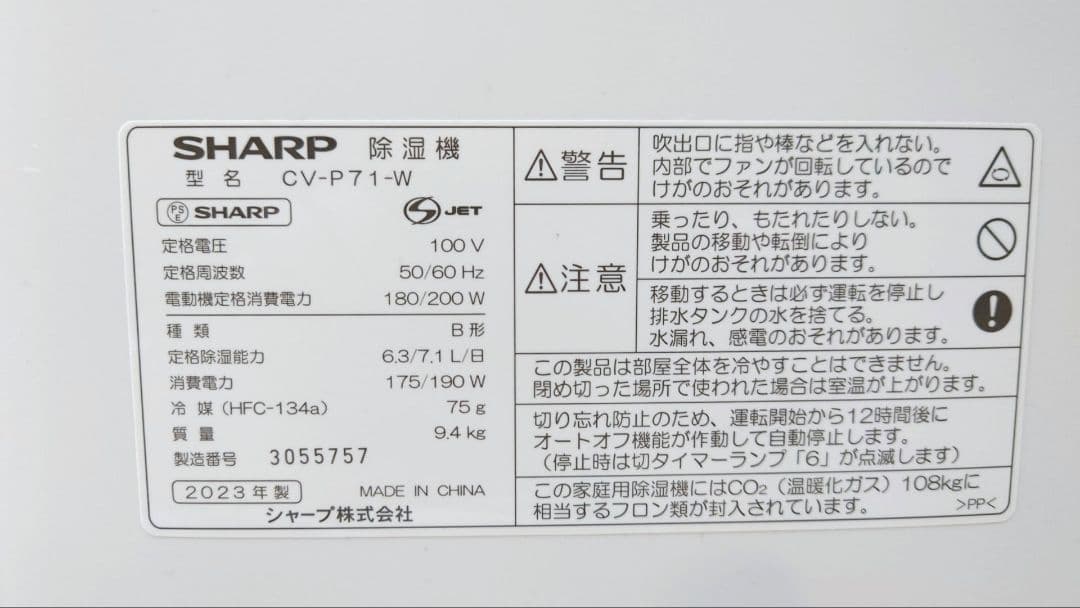 SHARP 除湿機
型名 CV-P71-W
PSE SHARP S JET
定格電圧 100 V
定格周波数 50/60 Hz
電動機定格消費電力 180/200 W
種類 B形
定格除湿能力 6.3/7.1 L/日
消費電力 175/190 W
冷媒(HFC-134a) 75 g
質量 9.4 kg
製造番号 3055757
2023年製 MADE IN CHINA
シャープ株式会社
⚠警告
吹出口に指や棒などを入れない。
内部でファンが回転しているので
けがのおそれがあります。
⚠注意
乗ったり、もたれたりしない。
製品の移動や転倒により
けがのおそれがあります。
移動するときは必ず運転を停止し
排水タンクの水を捨てる。
水漏れ、感電のおそれがあります。
この製品は部屋全体を冷やすことはできません。
閉め切った場所で使われた場合は室温が上がります。
切り忘れ防止のため、運転開始から12時間後に
オートオフ機能が作動して自動停止します。
(停止時は切タイマーランプ「6」が点滅します)
この家庭用除湿機にはCO₂(温暖化ガス)108kgに
相当するフロン類が封入されています。
>PP<